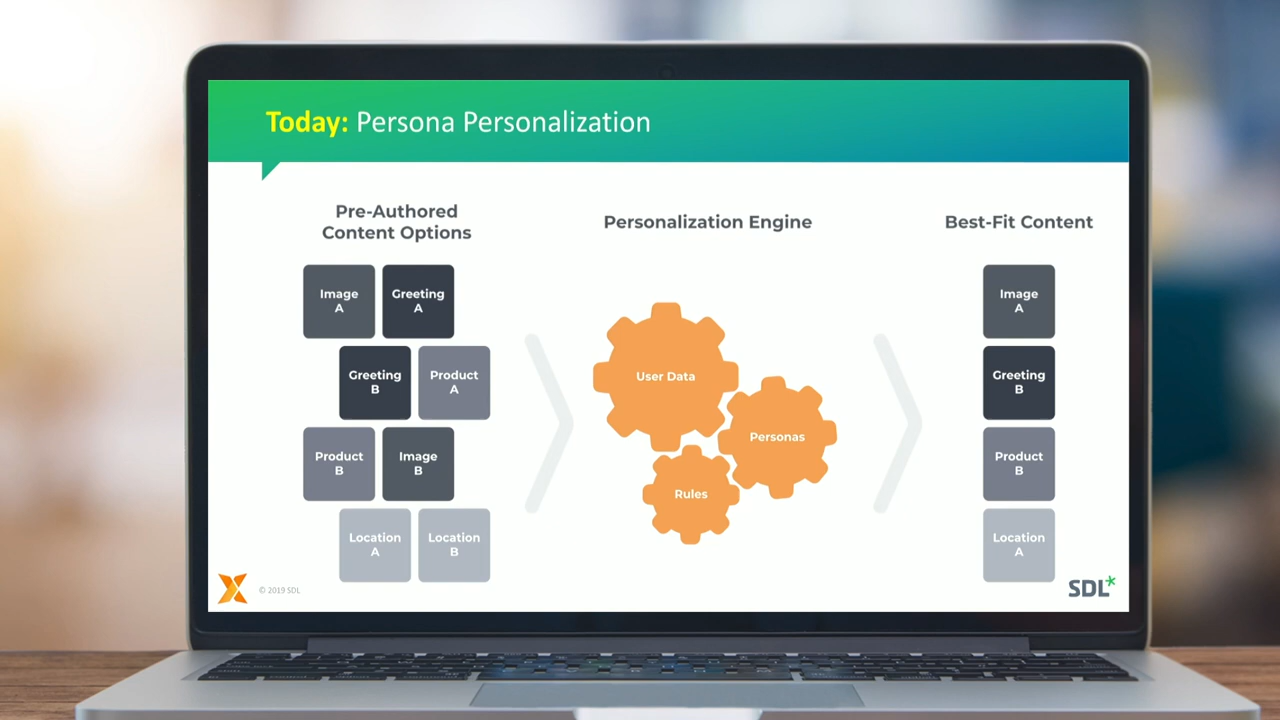 Today: Persona Personalization
Pre-Authored
Content Options
Personalization Engine
Best-Fit Content
Image
A
Greeting
A
Greeting
B
Product
A
Product
B
Image
B
Location
A
Location
B
User Data
Personas
Rules
Image
A
Greeting
B
Product
B
Location
A
© 2019 SDL
SDL*